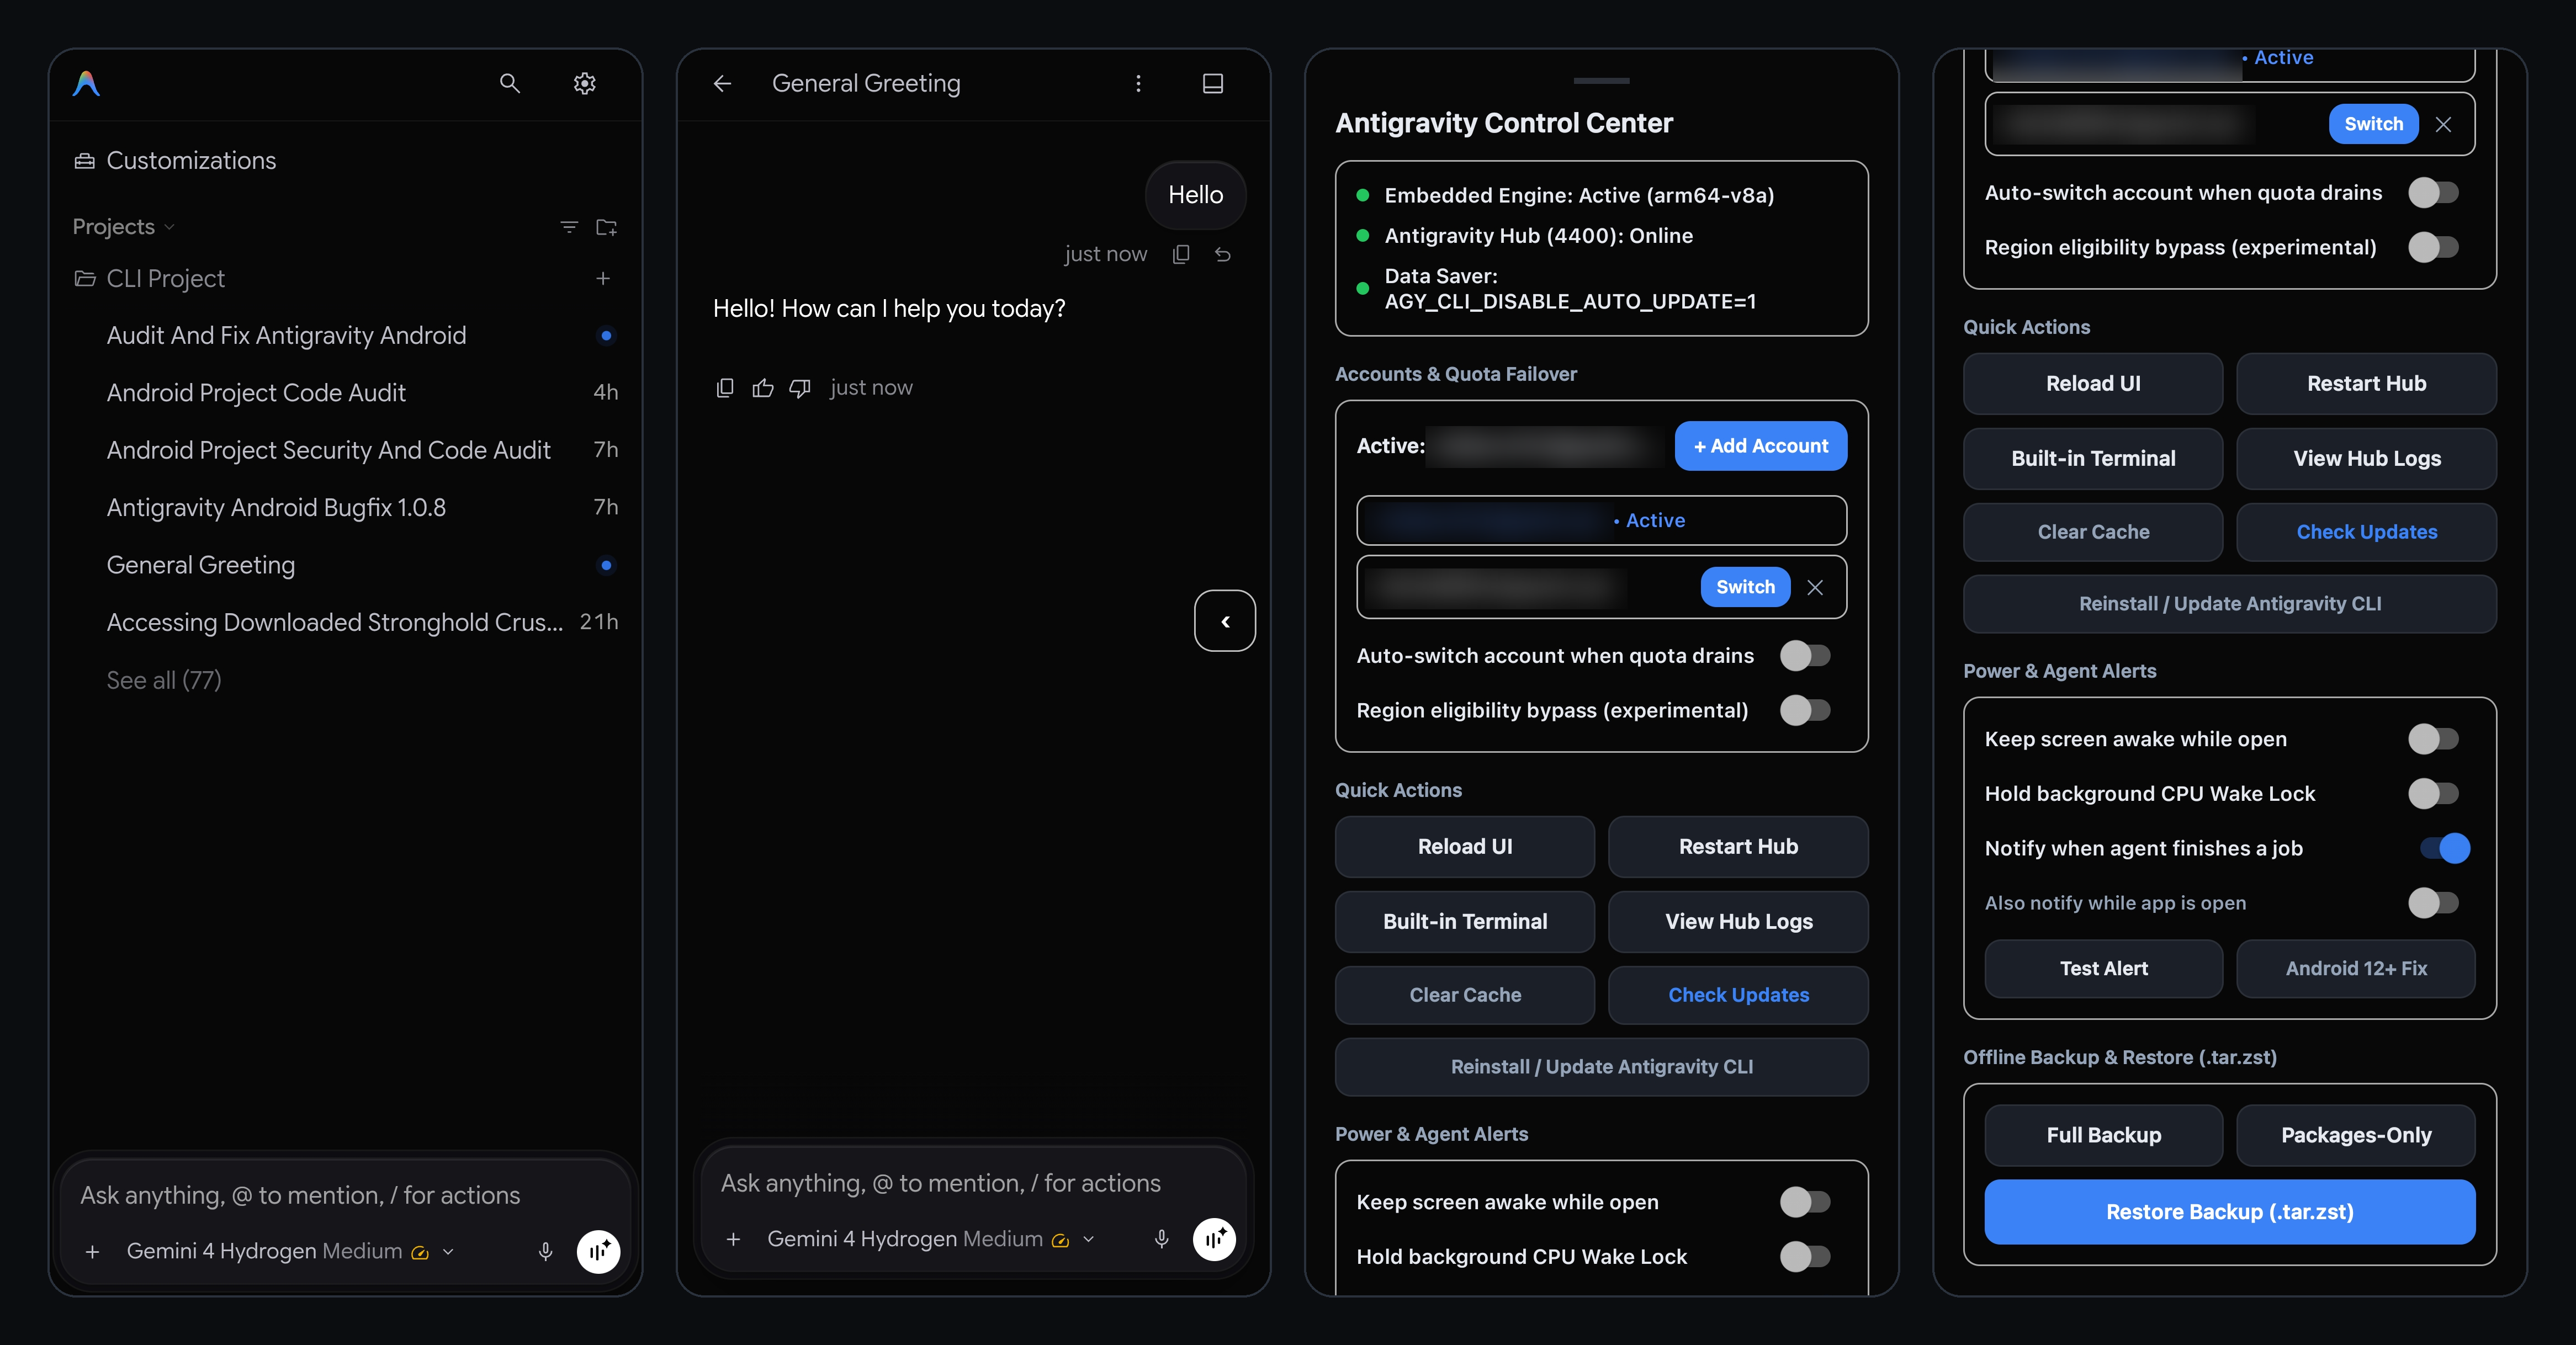 Customizations
Projects
CLI Project
Audit And Fix Antigravity Android
Android Project Code Audit 4h
Android Project Security And Code Audit 7h
Antigravity Android Bugfix 1.0.8 7h
General Greeting
Accessing Downloaded Stronghold Crus... 21h
See all (77)
Ask anything, @ to mention, / for actions
Gemini 4 Hydrogen Medium
General Greeting
Hello
just now
Hello! How can I help you today?
just now
Ask anything, @ to mention, / for actions
Gemini 4 Hydrogen Medium
Antigravity Control Center
Embedded Engine: Active (arm64-v8a)
Antigravity Hub (4400): Online
Data Saver:
AGY_CLI_DISABLE_AUTO_UPDATE=1
Accounts & Quota Failover
Active: + Add Account
• Active
Switch
Auto-switch account when quota drains
Region eligibility bypass (experimental)
Quick Actions
Reload UI Restart Hub
Built-in Terminal View Hub Logs
Clear Cache Check Updates
Reinstall / Update Antigravity CLI
Power & Agent Alerts
Keep screen awake while open
Hold background CPU Wake Lock
• Active
Switch
Auto-switch account when quota drains
Region eligibility bypass (experimental)
Quick Actions
Reload UI Restart Hub
Built-in Terminal View Hub Logs
Clear Cache Check Updates
Reinstall / Update Antigravity CLI
Power & Agent Alerts
Keep screen awake while open
Hold background CPU Wake Lock
Notify when agent finishes a job
Also notify while app is open
Test Alert Android 12+ Fix
Offline Backup & Restore (.tar.zst)
Full Backup Packages-Only
Restore Backup (.tar.zst)